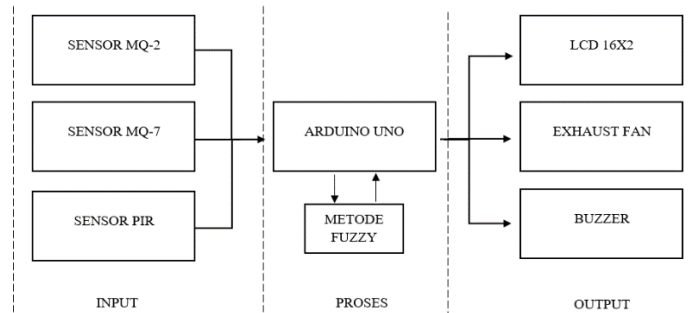 SENSOR MQ-2
SENSOR MQ-7
SENSOR PIR
INPUT
ARDUINO UNO
METODE
FUZZY
PROSES
LCD 16X2
EXHAUST FAN
BUZZER
OUTPUT